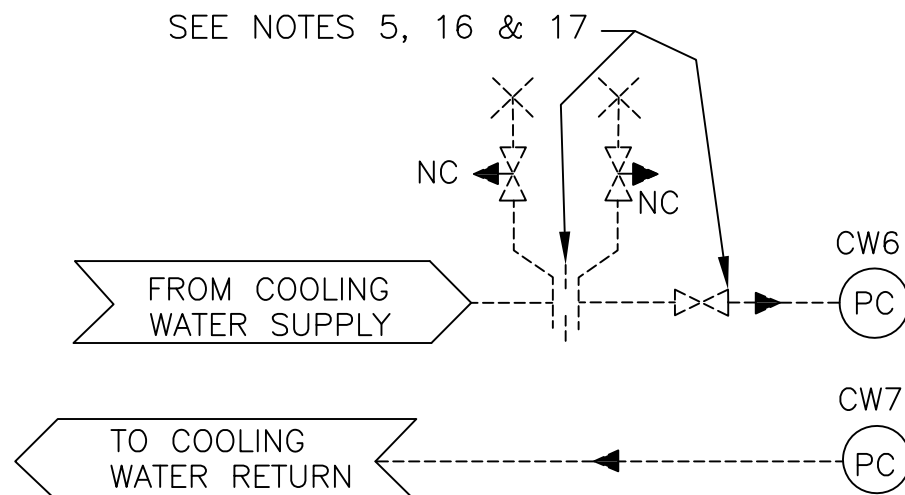 SEE NOTES 5, 16 & 17
NC
NC
CW6
FROM COOLING
WATER SUPPLY
PC
CW7
TO COOLING
WATER RETURN
PC